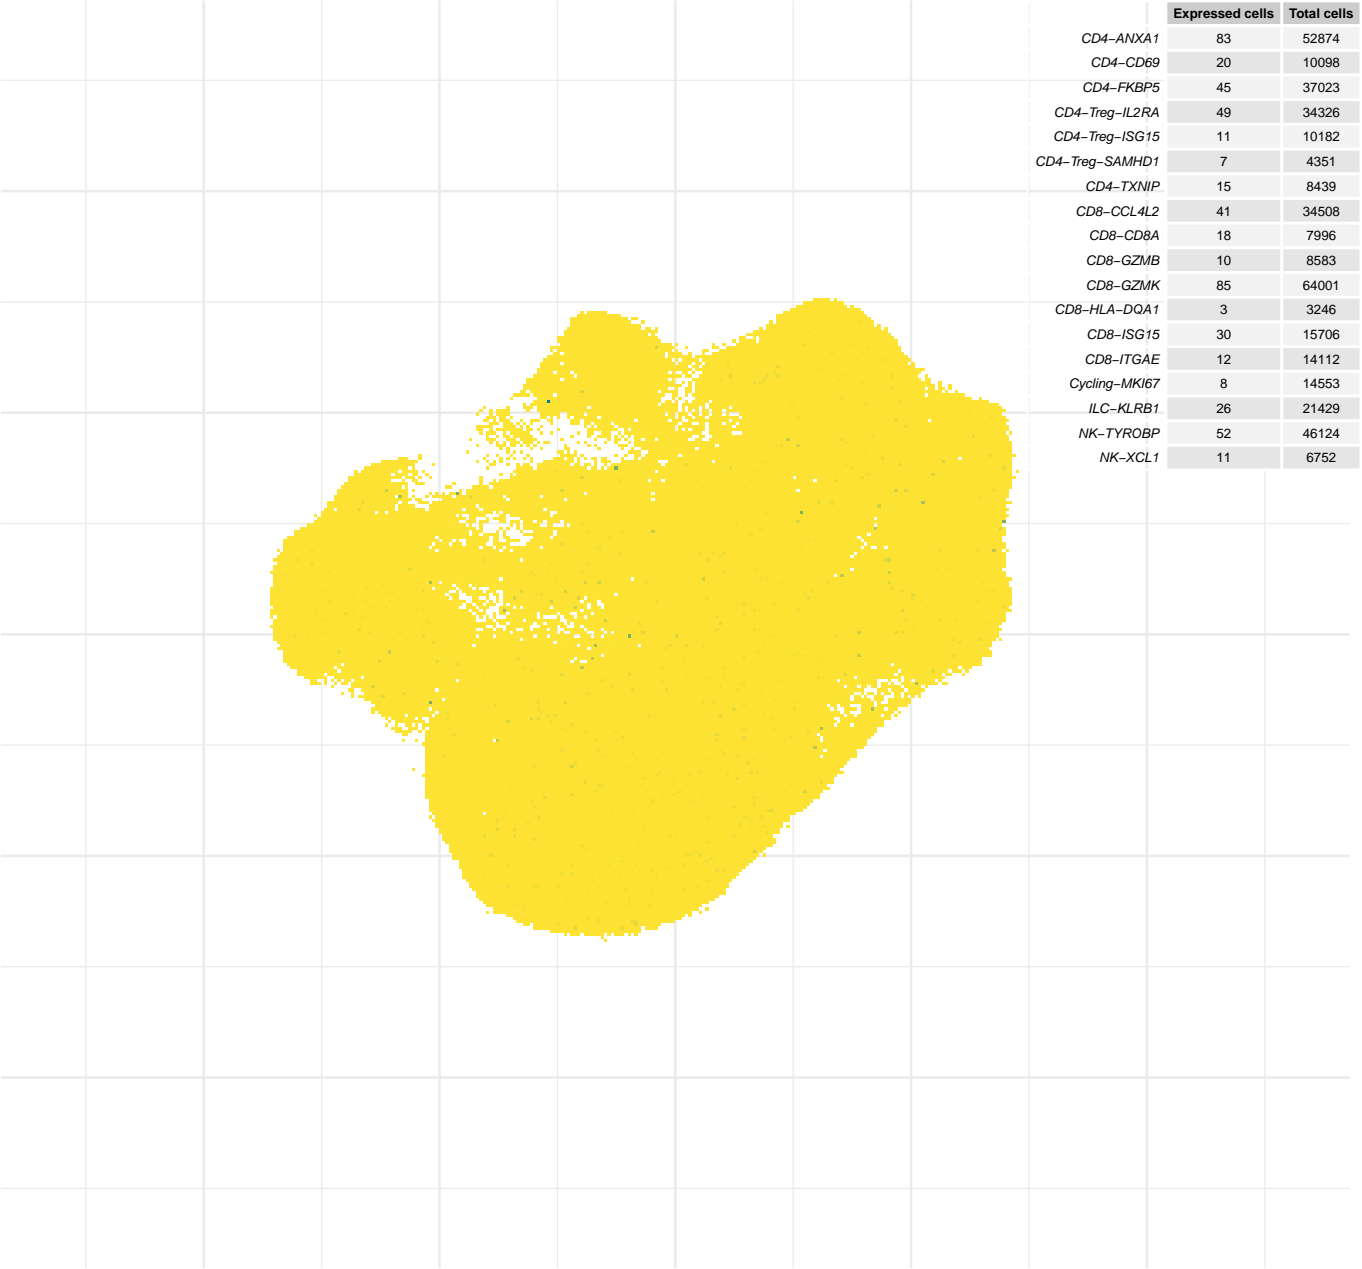 Expressed cells Total cells
CD4−ANXA1 83 52874
CD4−CD69 20 10098
CD4−FKBP5 45 37023
CD4−Treg−IL2RA 49 34326
CD4−Treg−ISG15 11 10182
CD4−Treg−SAMHD1 7 4351
CD4−TXNIP 15 8439
CD8−CCL4L2 41 34508
CD8−CD8A 18 7996
CD8−GZMB 10 8583
CD8−GZMK 85 64001
CD8−HLA−DQA1 3 3246
CD8−ISG15 30 15706
CD8−ITGAE 12 14112
Cycling−MKI67 8 14553
ILC−KLRB1 26 21429
NK−TYROBP 52 46124
NK−XCL1 11 6752